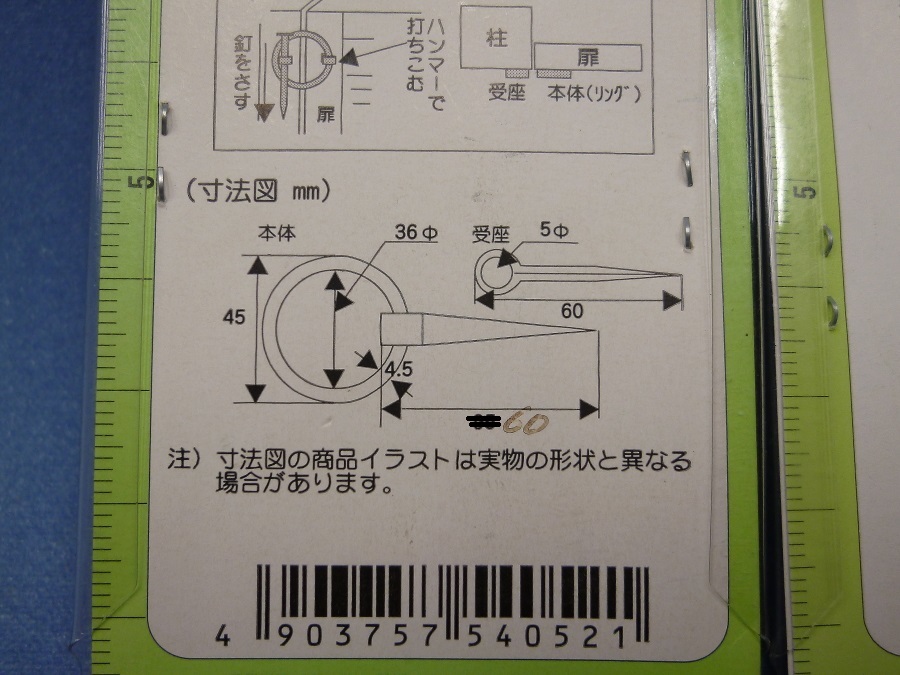 釘をさす
ハンマーで
打ちこむ
扉
柱
扉
受座
本体(リング)
5
(寸法図 mm)
5
本体
36φ
受座
5φ
45
60
4.5
60
注) 寸法図の商品イラストは実物の形状と異なる
場合があります。
4 903757 540521